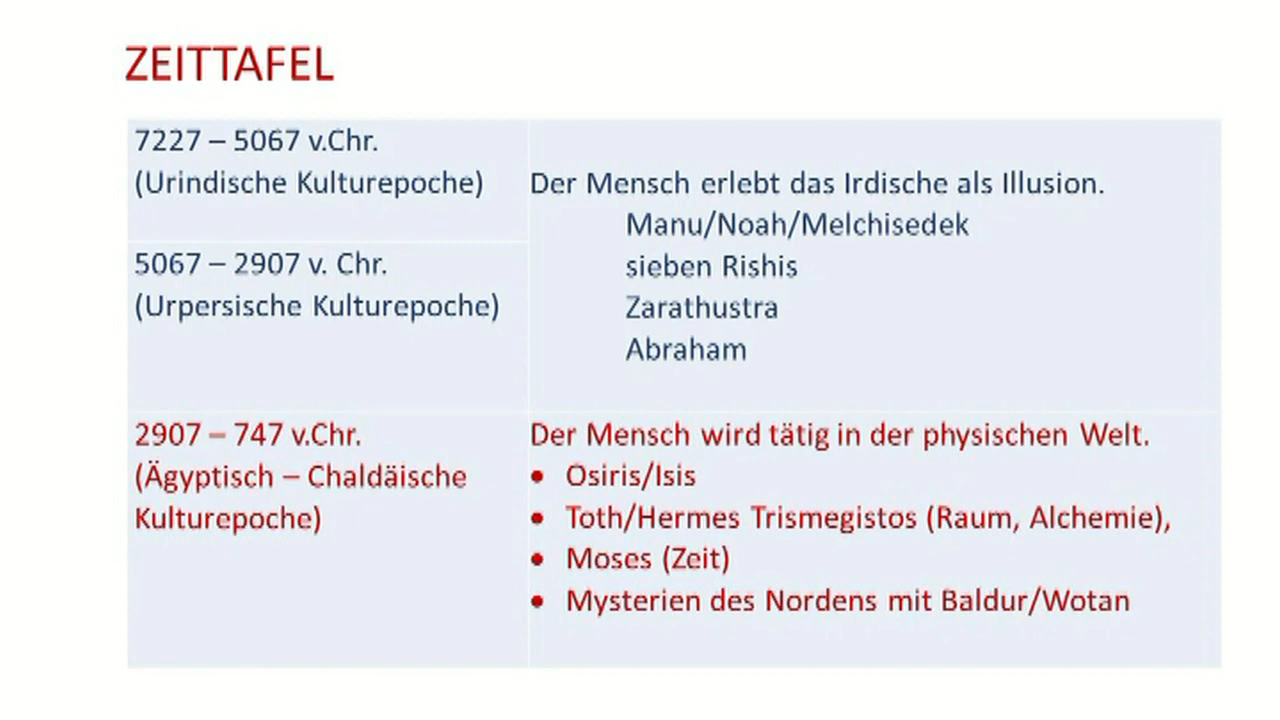 ZEITTAFEL
7227 – 5067 v.Chr.
(Urindische Kulturepoche)
Der Mensch erlebt das Irdische als Illusion.
Manu/Noah/Melchisedek
sieben Rishis
Zarathustra
Abraham
5067 – 2907 v. Chr.
(Urpersische Kulturepoche)
2907 – 747 v.Chr.
(Ägyptisch – Chaldäische
Kulturepoche)
Der Mensch wird tätig in der physischen Welt.
• Osiris/Isis
• Toth/Hermes Trismegistos (Raum, Alchemie),
• Moses (Zeit)
• Mysterien des Nordens mit Baldur/Wotan